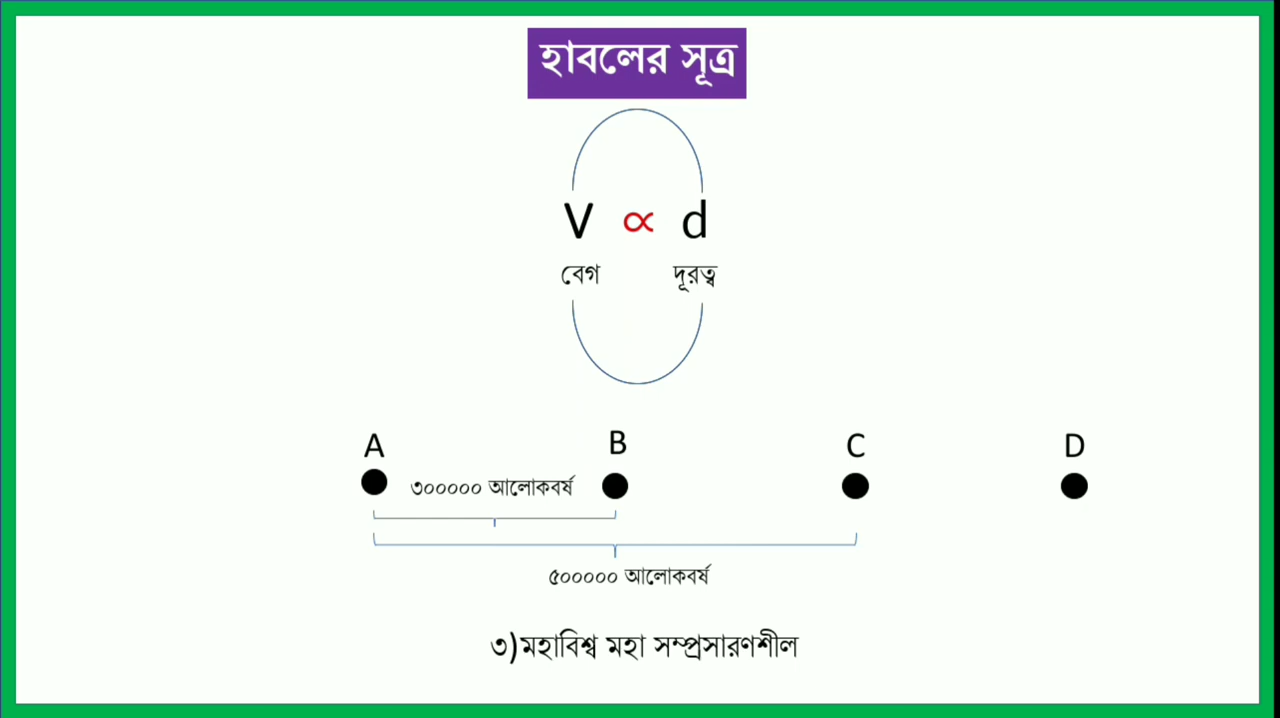 হাবলের সূত্র
V ∝ d
বেগ দূরত্ব
A B C D
৩০০০০০ আলোকবর্ষ
৫০০০০০ আলোকবর্ষ
৩)মহাবিশ্ব মহা সম্প্রসারণশীল